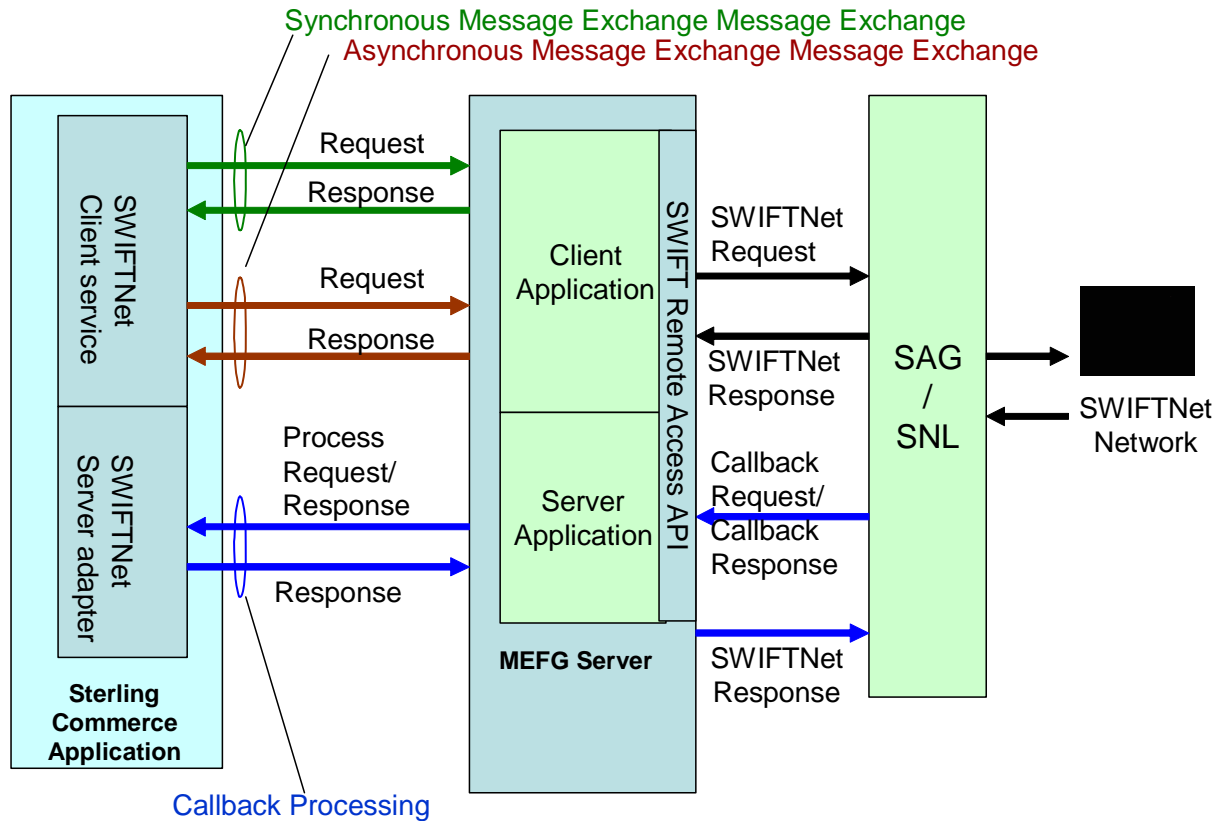 Synchronous Message Exchange Message Exchange
Asynchronous Message Exchange Message Exchange
SWIFTNet
Client service
SWIFTNet
Server adapter
Sterling
Commerce
Application
Request
Response
Request
Response
Process
Request/
Response
Response
Callback Processing
Client
Application
Server
Application
SWIFT Remote Access API
MEFG Server
SWIFTNet
Request
SWIFTNet
Response
Callback
Request/
Callback
Response
SWIFTNet
Response
SAG
/
SNL
SWIFTNet
Network